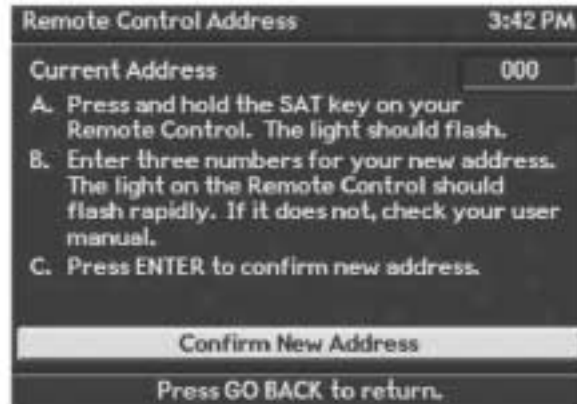 Remote Control Address 3:42 PM
Current Address 000
A. Press and hold the SAT key on your
Remote Control. The light should flash.
B. Enter three numbers for your new address.
The light on the Remote Control should
flash rapidly. If it does not, check your user
manual.
C. Press ENTER to confirm new address.
Confirm New Address
Press GO BACK to return.